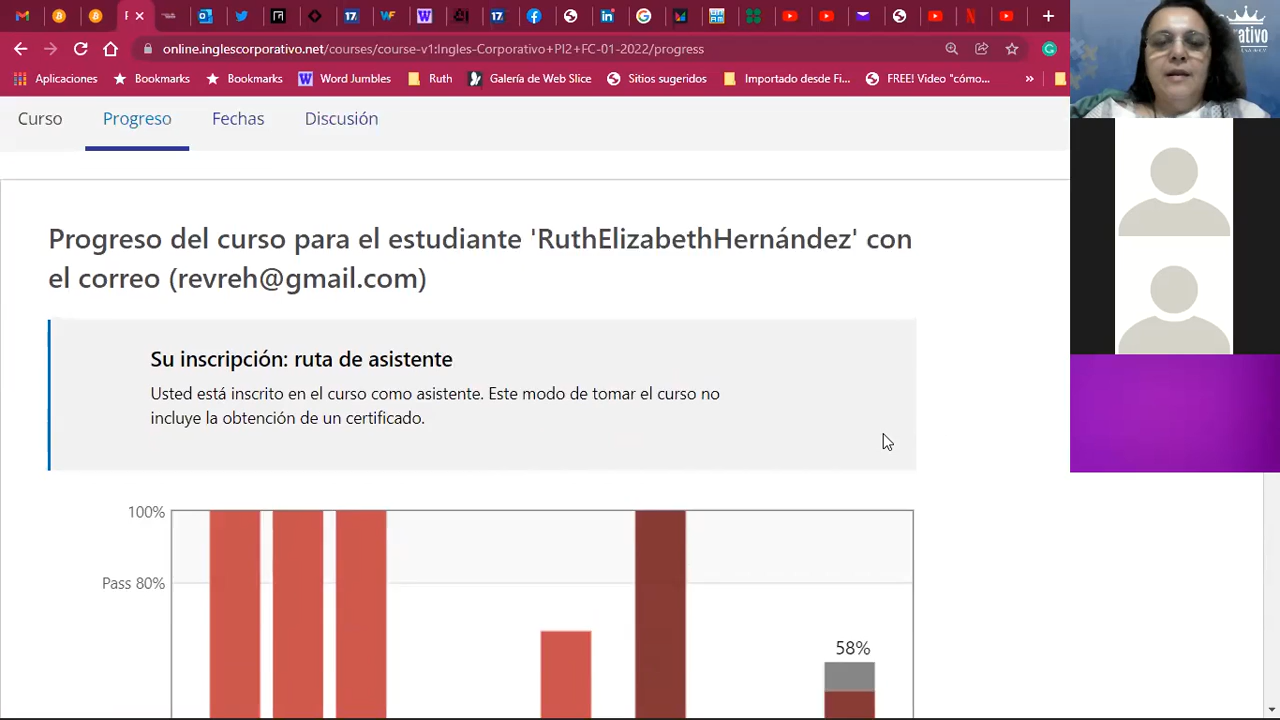 17.
W
WF
W
17.
online.inglescorporativo.net/courses/course-v1:Ingles-Corporativo+PI2+FC-01-2022/progress
Aplicaciones
Bookmarks
Bookmarks
W Word Jumbles
Ruth
Galería de Web Slice
Sitios sugeridos
Importado desde Fi...
FREE! Video "cómo...
»
Curso
Progreso
Fechas
Discusión
Progreso del curso para el estudiante 'RuthElizabethHernández' con
el correo (revreh@gmail.com)
Su inscripción: ruta de asistente
Usted está inscrito en el curso como asistente. Este modo de tomar el curso no
incluye la obtención de un certificado.
100%
Pass 80%
58%